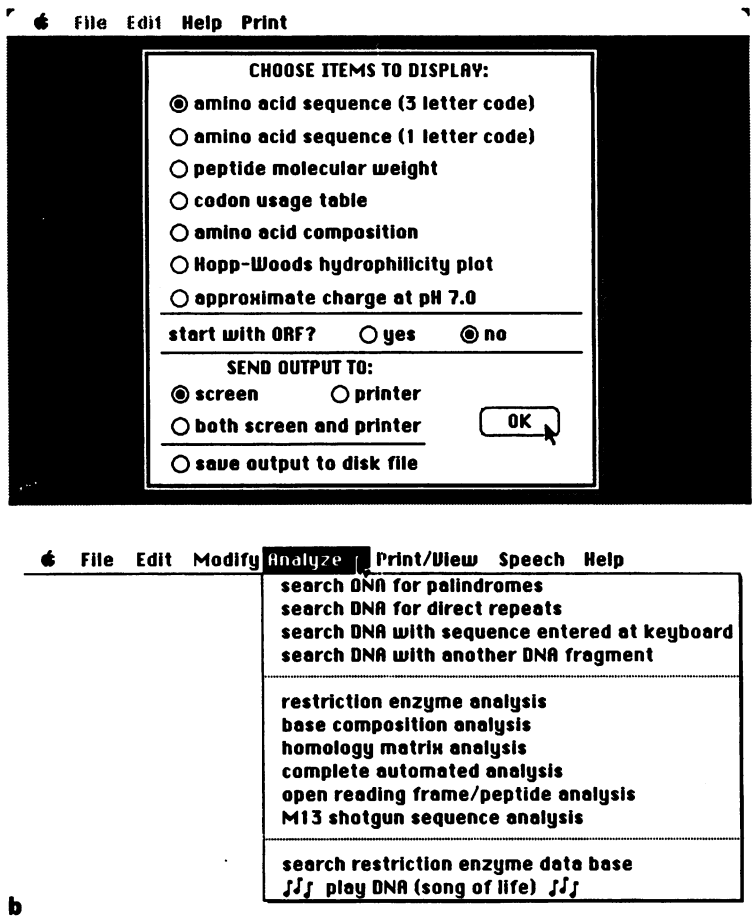 File Edit Help Print
CHOOSE ITEMS TO DISPLAY:
amino acid sequence (3 letter code)
amino acid sequence (1 letter code)
peptide molecular weight
codon usage table
amino acid composition
Hopp-Woods hydrophilicity plot
approximate charge at pH 7.0
start with ORF? yes no
SEND OUTPUT TO:
screen printer
both screen and printer
OK
save output to disk file
File Edit Modify Analyze Print/View Speech Help
search DNA for palindromes
search DNA for direct repeats
search DNA with sequence entered at keyboard
search DNA with another DNA fragment
restriction enzyme analysis
base composition analysis
homology matrix analysis
complete automated analysis
open reading frame/peptide analysis
M13 shotgun sequence analysis
search restriction enzyme data base
play DNA (song of life)
b